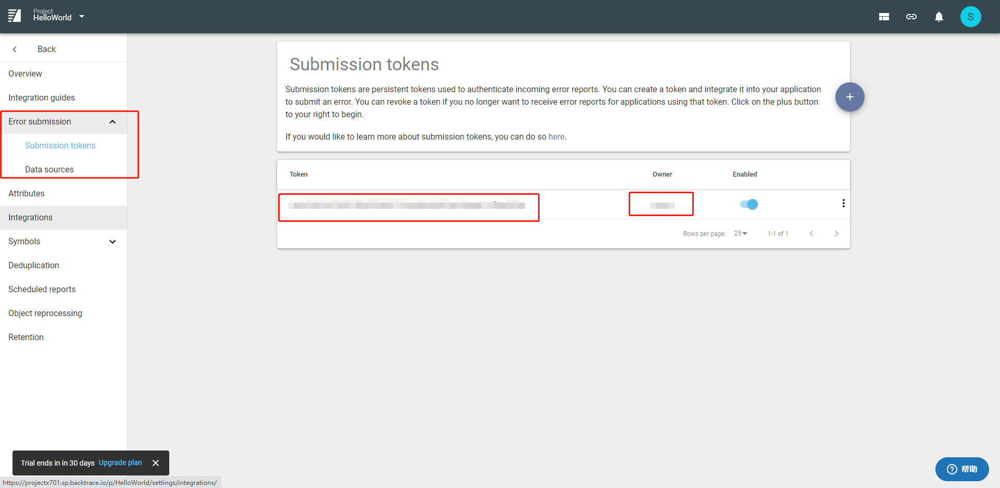 Project
HelloWorld
S
Back
Overview
Integration guides
Error submission
Submission tokens
Data sources
Attributes
Integrations
Symbols
Deduplication
Scheduled reports
Object reprocessing
Retention
Submission tokens
Submission tokens are persistent tokens used to authenticate incoming error reports. You can create a token and integrate it into your application
to submit an error. You can revoke a token if you no longer want to receive error reports for applications using that token. Click on the plus button
to your right to begin.
If you would like to learn more about submission tokens, you can do so here.
Token Owner Enabled
Rows per page: 25 1-1 of 1
Trial ends in in 30 days Upgrade plan
https://projectx701.sp.backtrace.io/p/HelloWorld/settings/integrations/
帮助